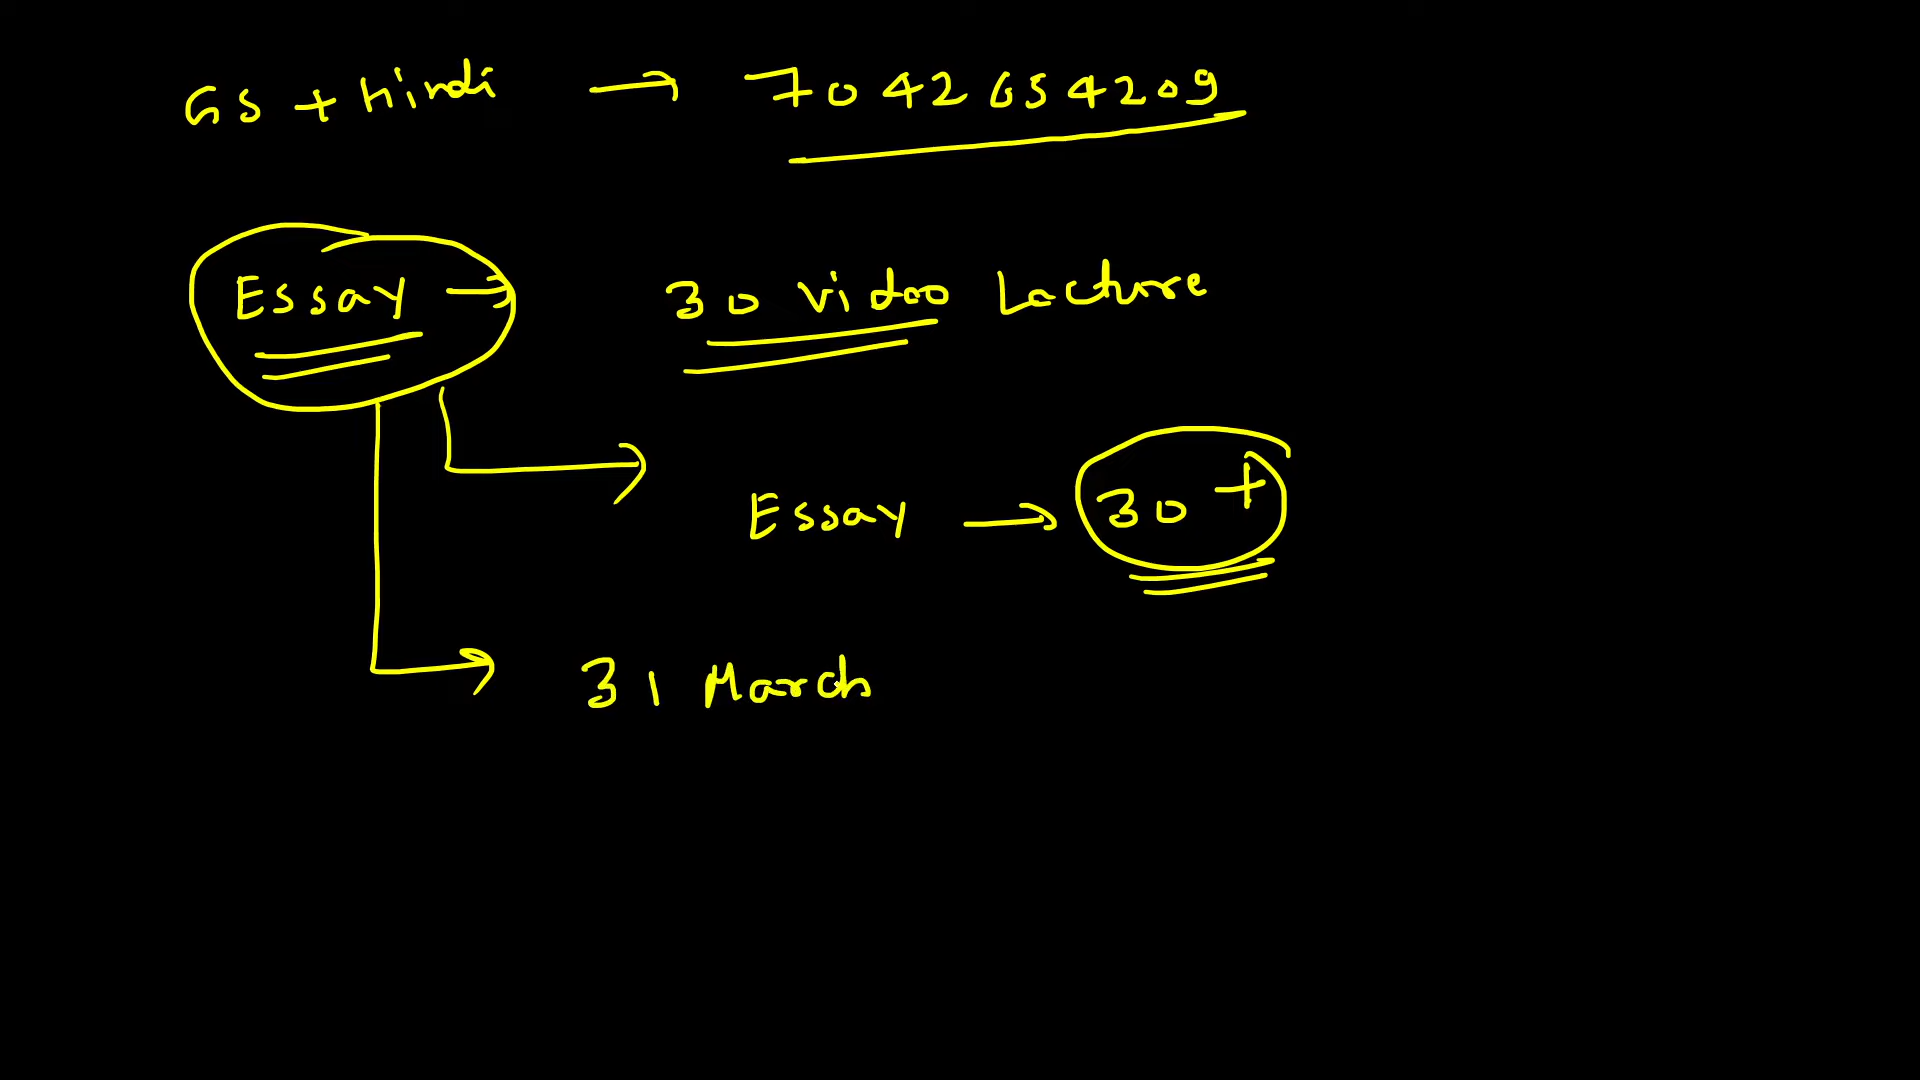 GS + hindi → 7042654209
Essay → 30 Video Lecture
Essay → 30+
31 March